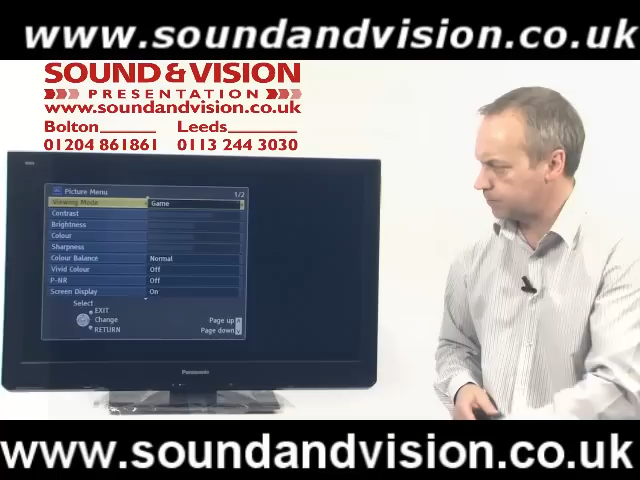 www.soundandvision.co.uk
SOUND & VISION
PRESENTATION
www.soundandvision.co.uk
Bolton Leeds
01204 861861 0113 244 3030
Picture Menu
1/2
Viewing Mode Game
Contrast
Brightness
Colour
Sharpness
Colour Balance Normal
Vivid Colour Off
P-NR Off
Screen Display On
Select
EXIT
Change
RETURN
Page up
Page down
Panasonic
www.soundandvision.co.uk